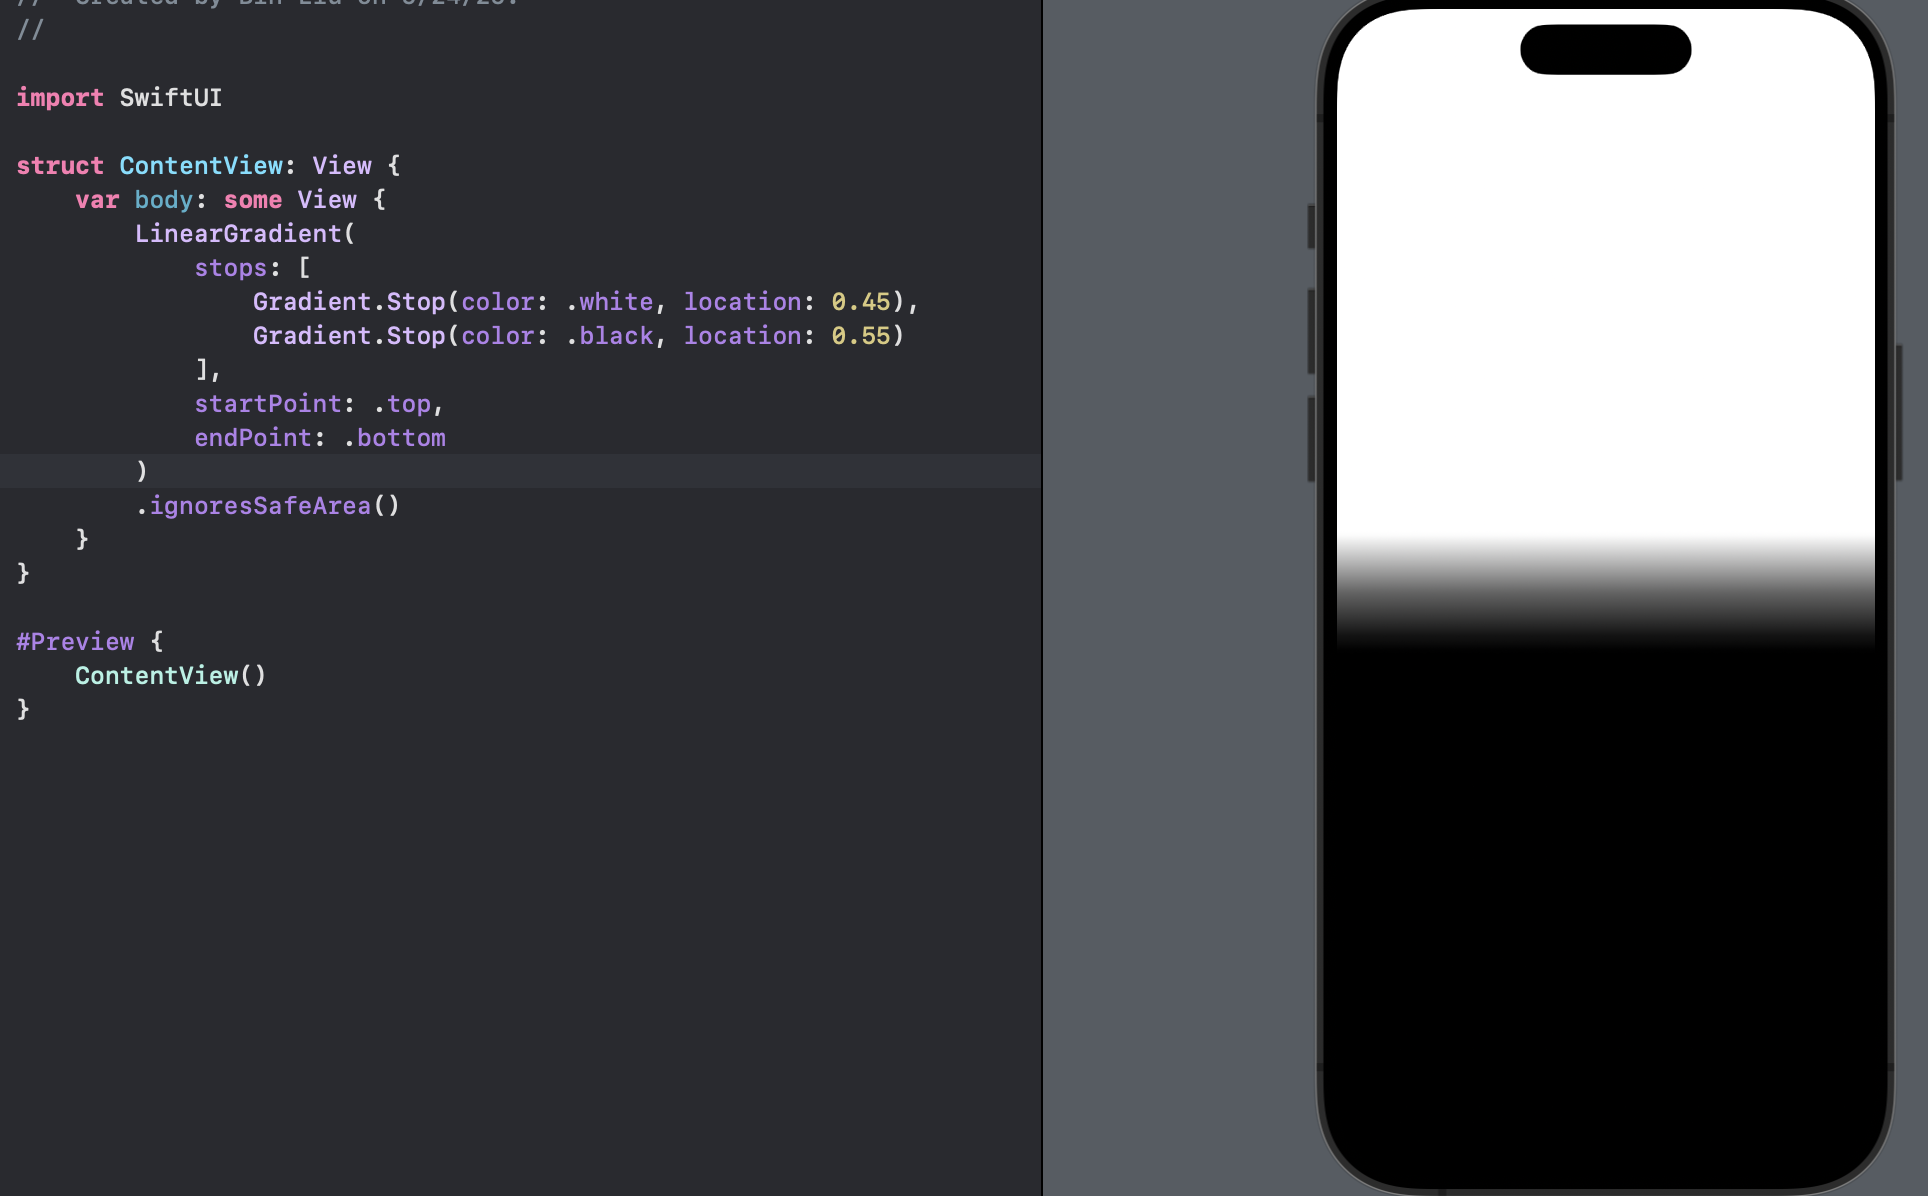 //
import SwiftUI
struct ContentView: View {
var body: some View {
LinearGradient(
stops: [
Gradient.Stop(color: .white, location: 0.45),
Gradient.Stop(color: .black, location: 0.55)
],
startPoint: .top,
endPoint: .bottom
)
.ignoresSafeArea()
}
}
#Preview {
ContentView()
}